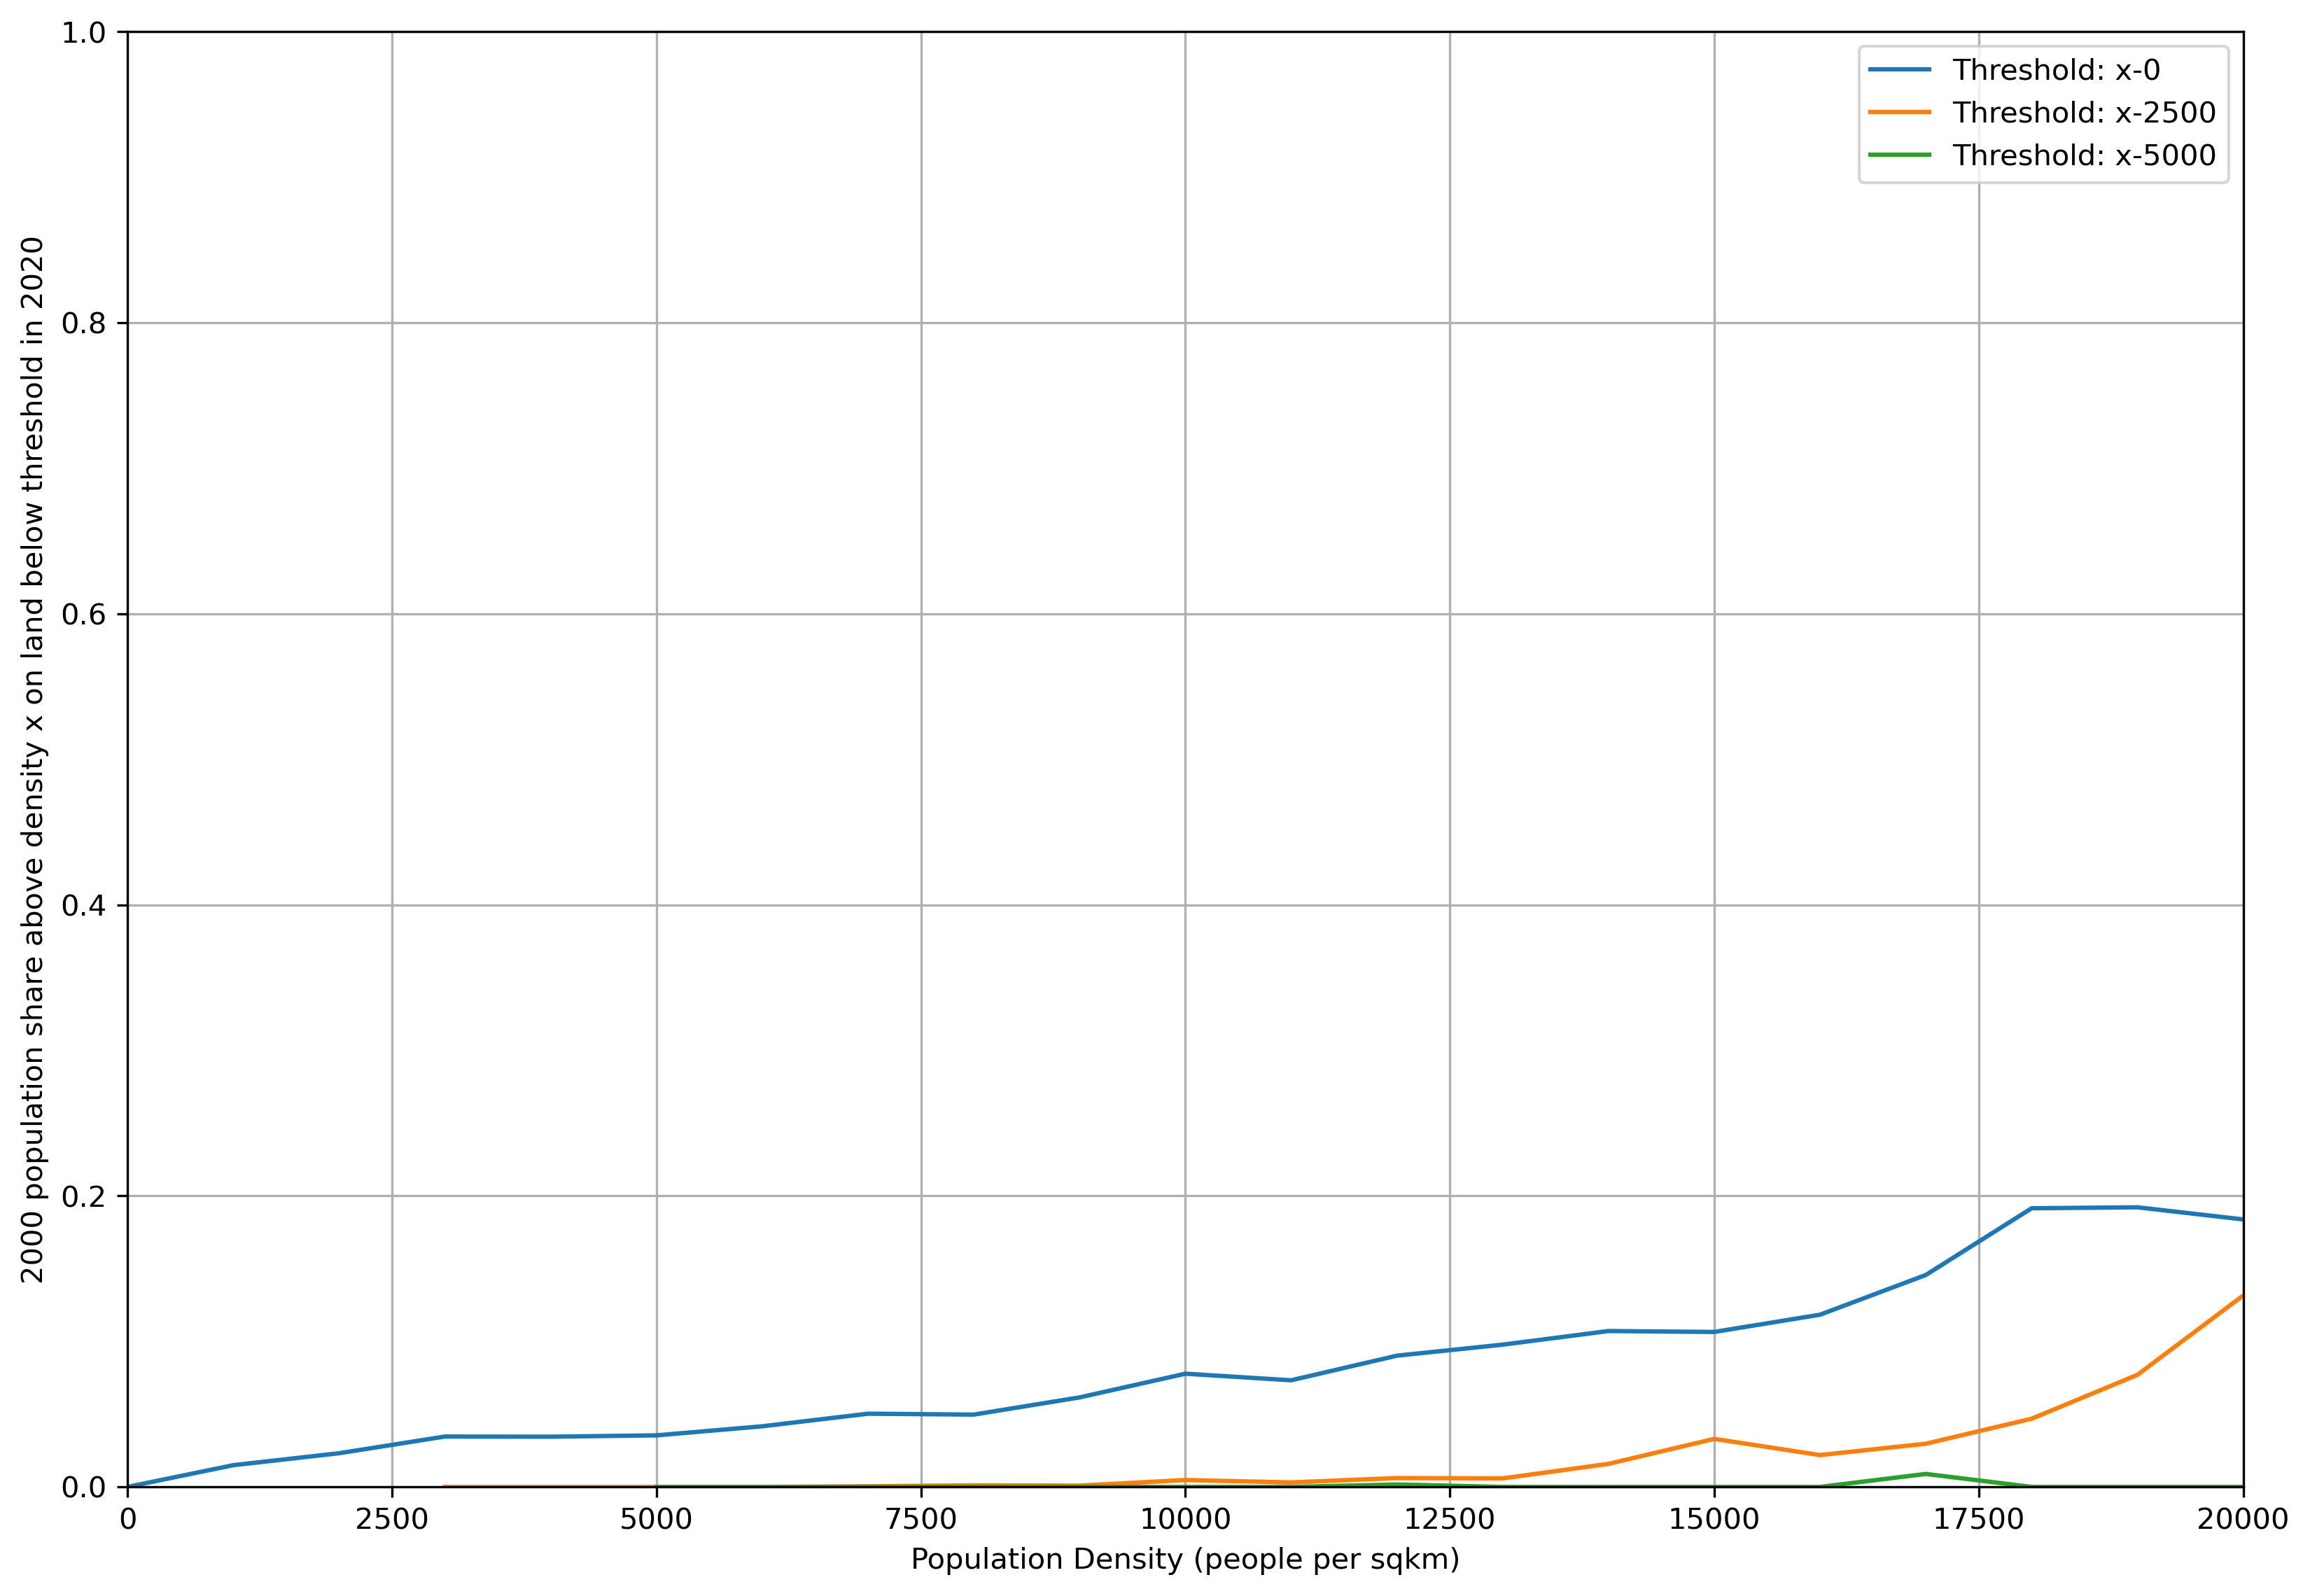 1.0
0.8
0.6
0.4
0.2
0.0
2000 population share above density x on land below threshold in 2020
Threshold: x-0
Threshold: x-2500
Threshold: x-5000
0 2500 5000 7500 10000 12500 15000 17500 20000
Population Density (people per sqkm)